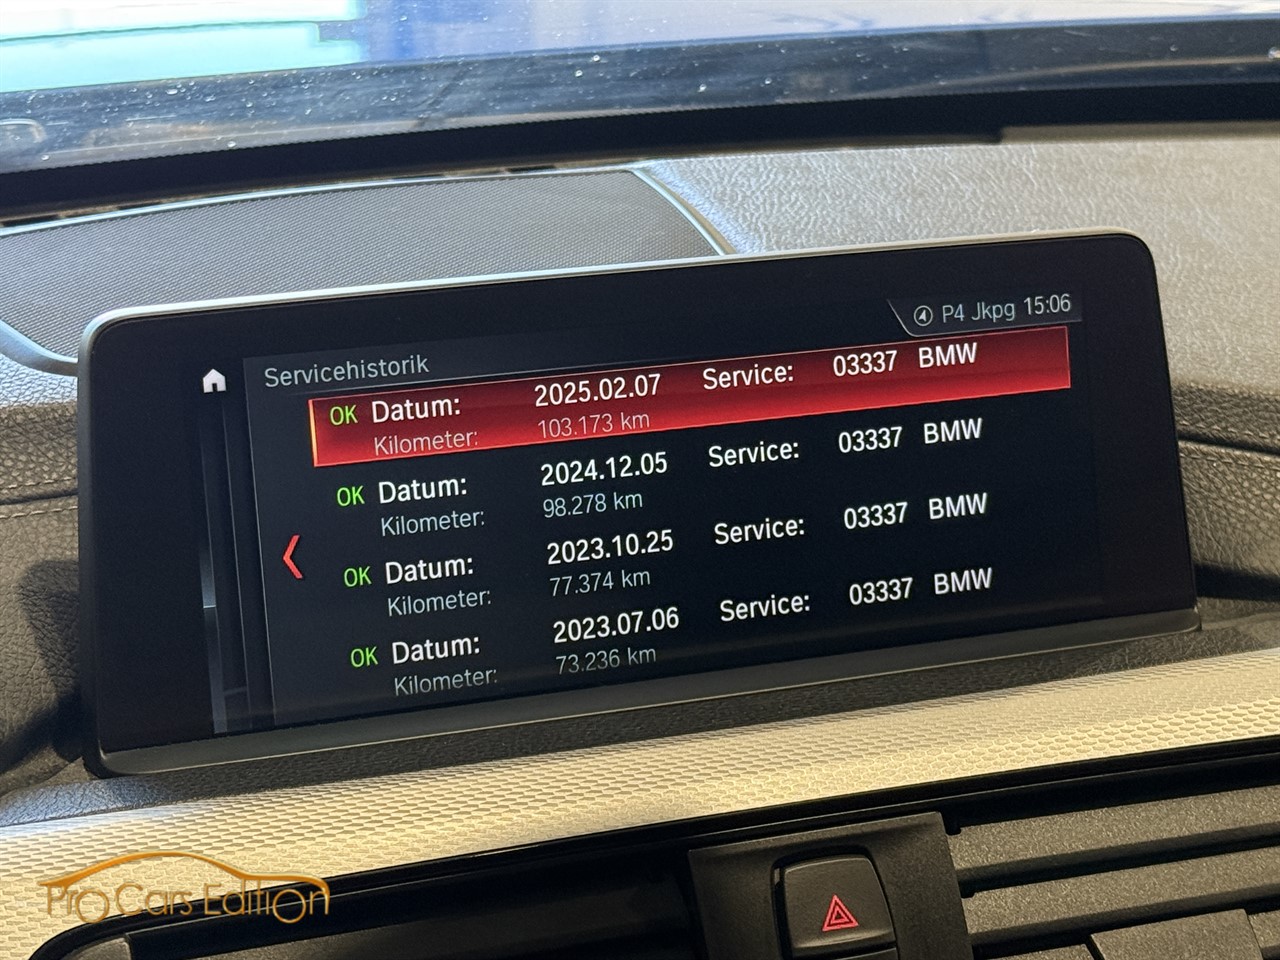 P4 Jkpg 15:06
Servicehistorik
OK Datum: 2025.02.07 Service: 03337 BMW
Kilometer: 103.173 km
OK Datum: 2024.12.05 Service: 03337 BMW
Kilometer: 98.278 km
OK Datum: 2023.10.25 Service: 03337 BMW
Kilometer: 77.374 km
OK Datum: 2023.07.06 Service: 03337 BMW
Kilometer: 73.236 km
Pro Cars Edition